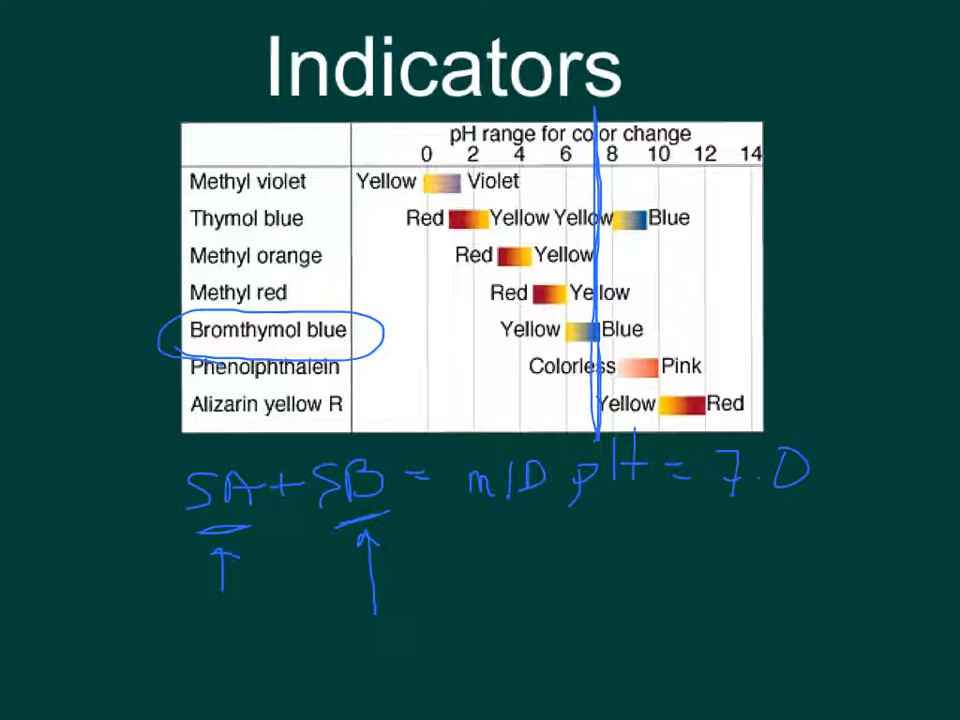 Indicators
pH range for color change
0 2 4 6 8 10 12 14
Methyl violet Yellow Violet
Thymol blue Red Yellow Yellow Blue
Methyl orange Red Yellow
Methyl red Red Yellow
Bromthymol blue Yellow Blue
Phenolphthalein Colorless Pink
Alizarin yellow R Yellow Red
SA + SB = mID pH = 7.0